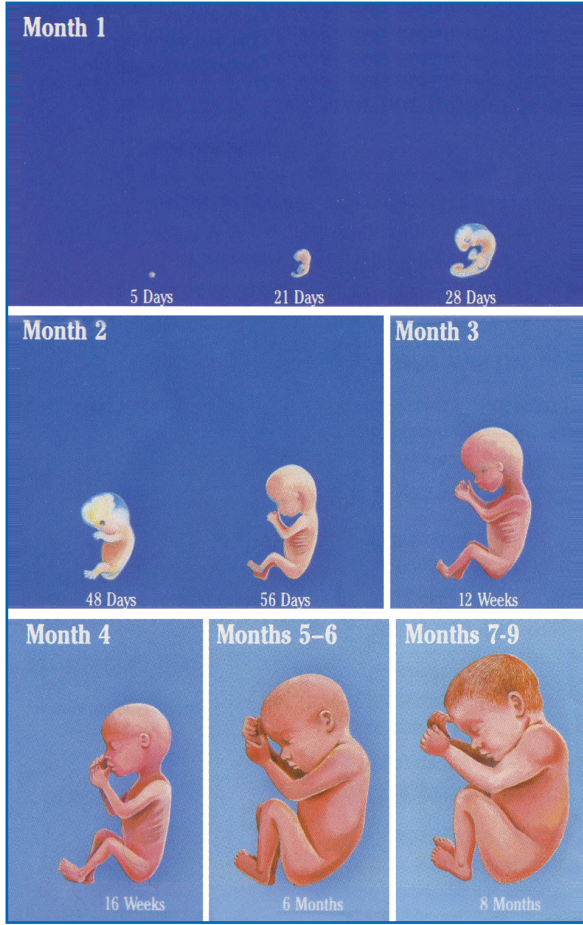 Month 1
5 Days
21 Days
28 Days
Month 2
48 Days
56 Days
Month 3
12 Weeks
Month 4
16 Weeks
Months 5–6
6 Months
Months 7-9
8 Months